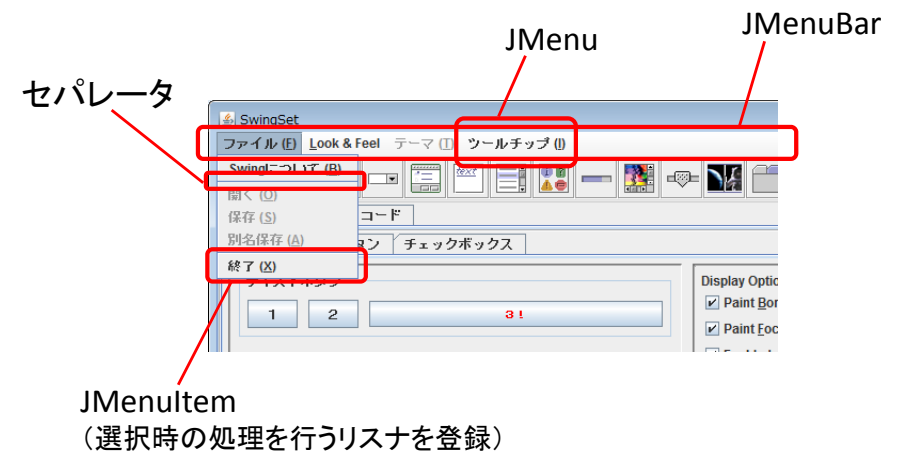 JMenuBar
JMenu
セパレータ
SwingSet
ファイル (F) Look & Feel テーマ (T) ツールチップ (I)
Swingについて (B)
開く (O)
保存 (S)
コード
別名保存 (A)
タン チェックボックス
終了 (X)
Display Optio
1 2 3 !
Paint Bor
Paint Foc
JMenuItem
（選択時の処理を行うリスナを登録）